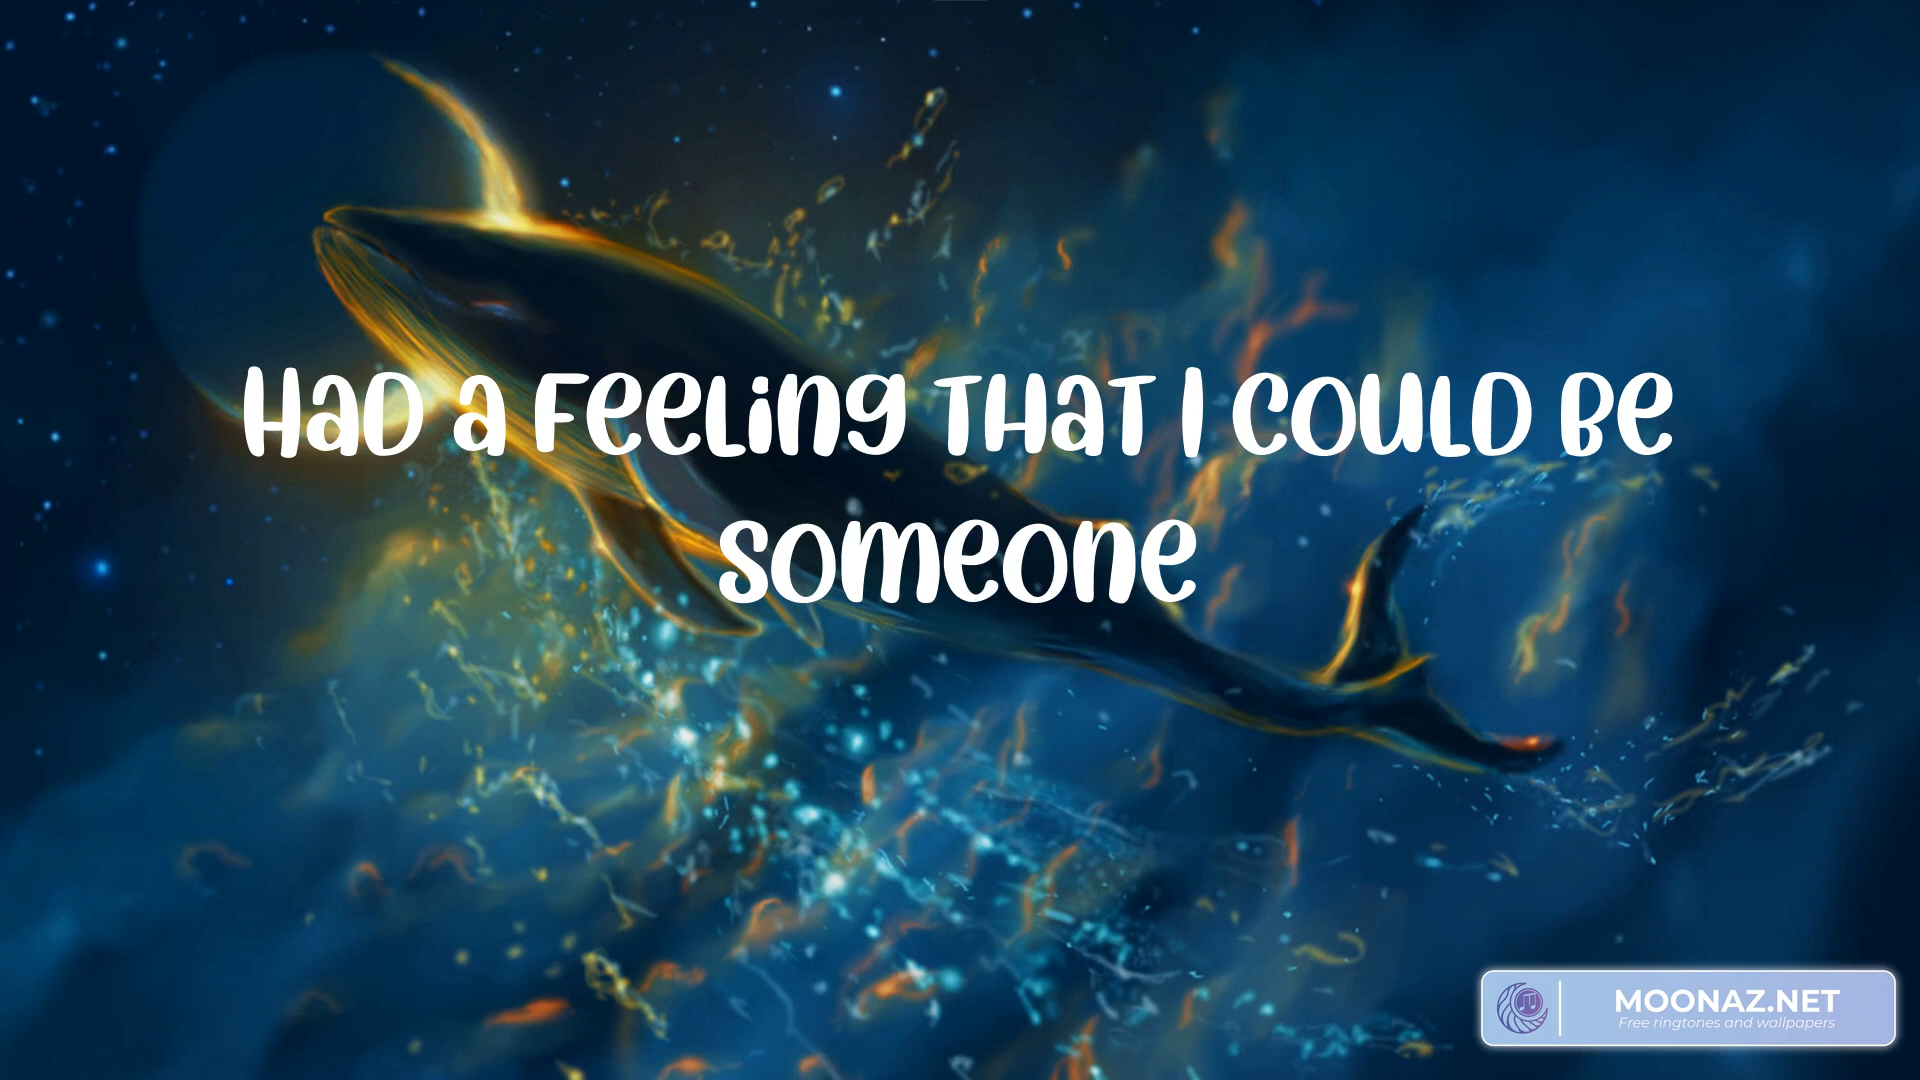 Had a feeling that I could be
someone
MOONAZ.NET
Free ringtones and wallpapers